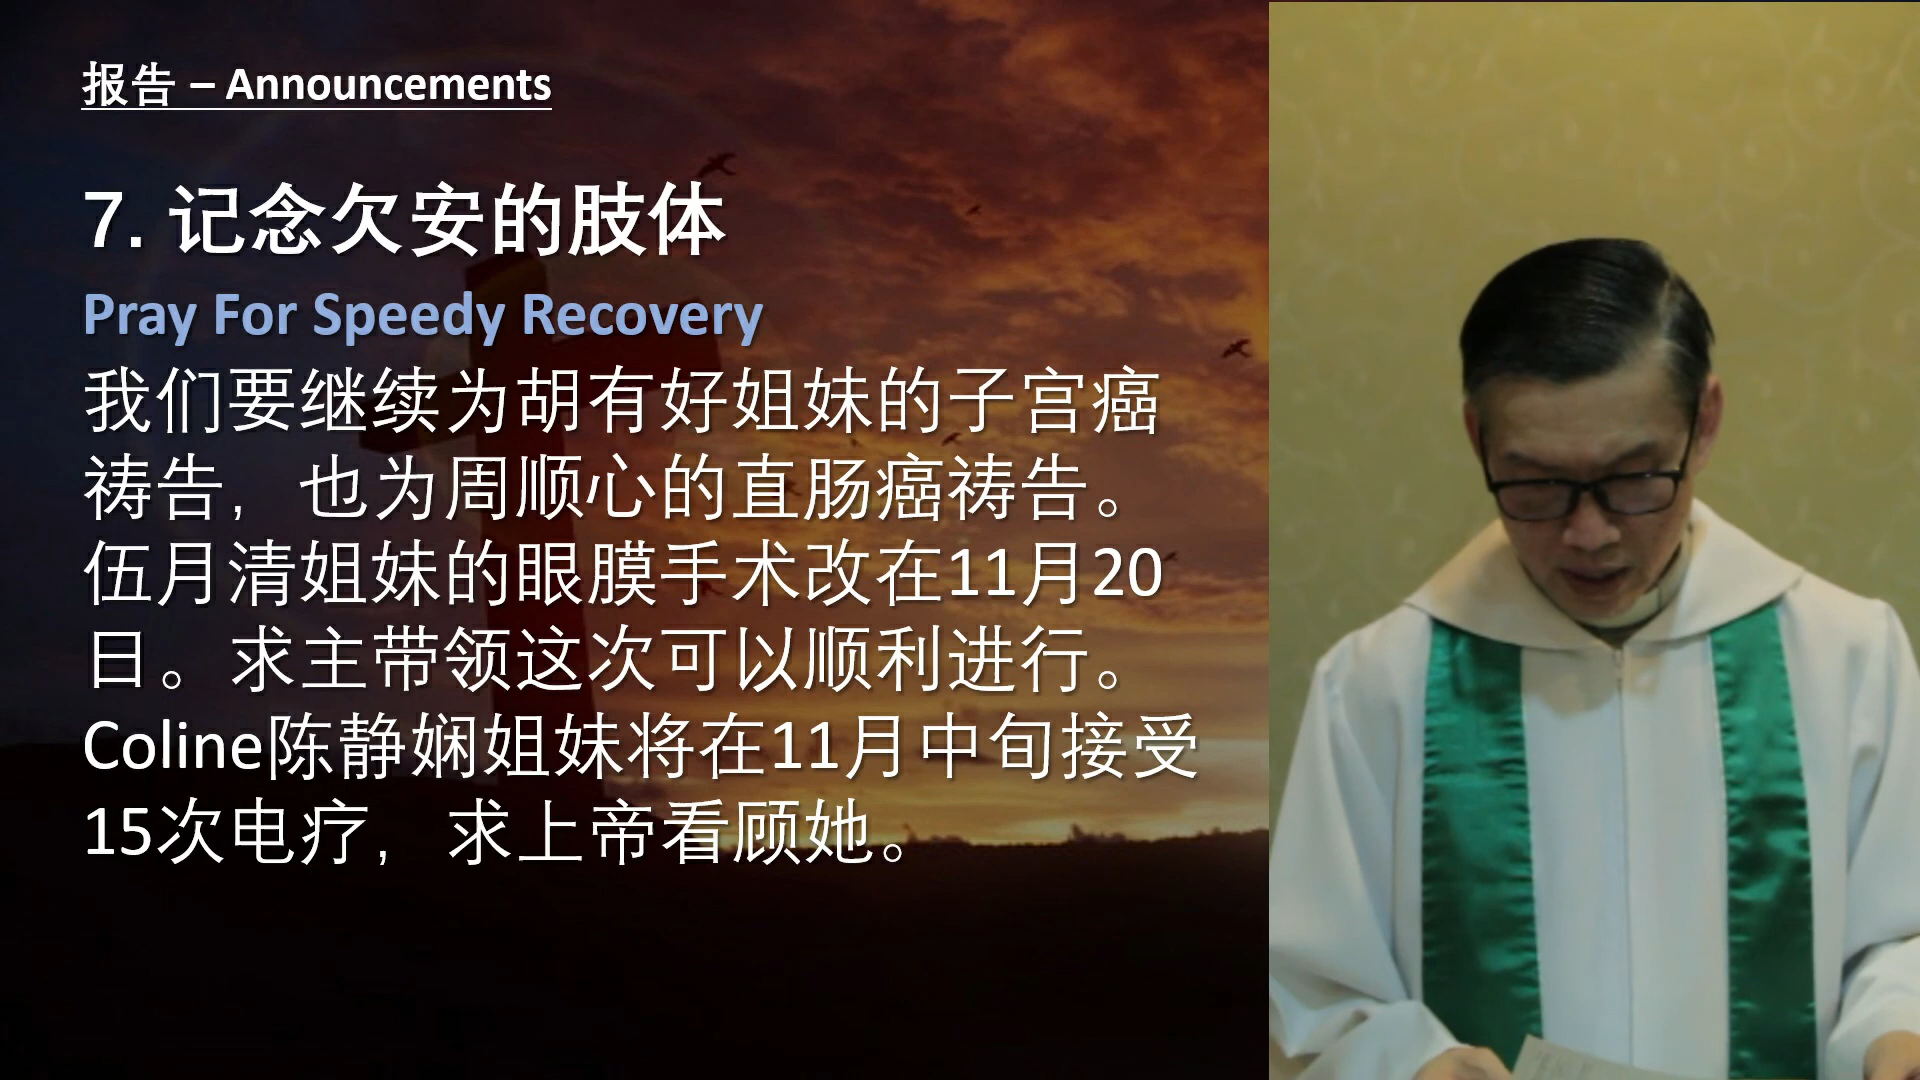 报告 – Announcements
7. 记念欠安的肢体
Pray For Speedy Recovery
我们要继续为胡有好姐妹的子宫癌
祷告，也为周顺心的直肠癌祷告。
伍月清姐妹的眼膜手术改在11月20
日。求主带领这次可以顺利进行。
Coline陈静娴姐妹将在11月中旬接受
15次电疗，求上帝看顾她。